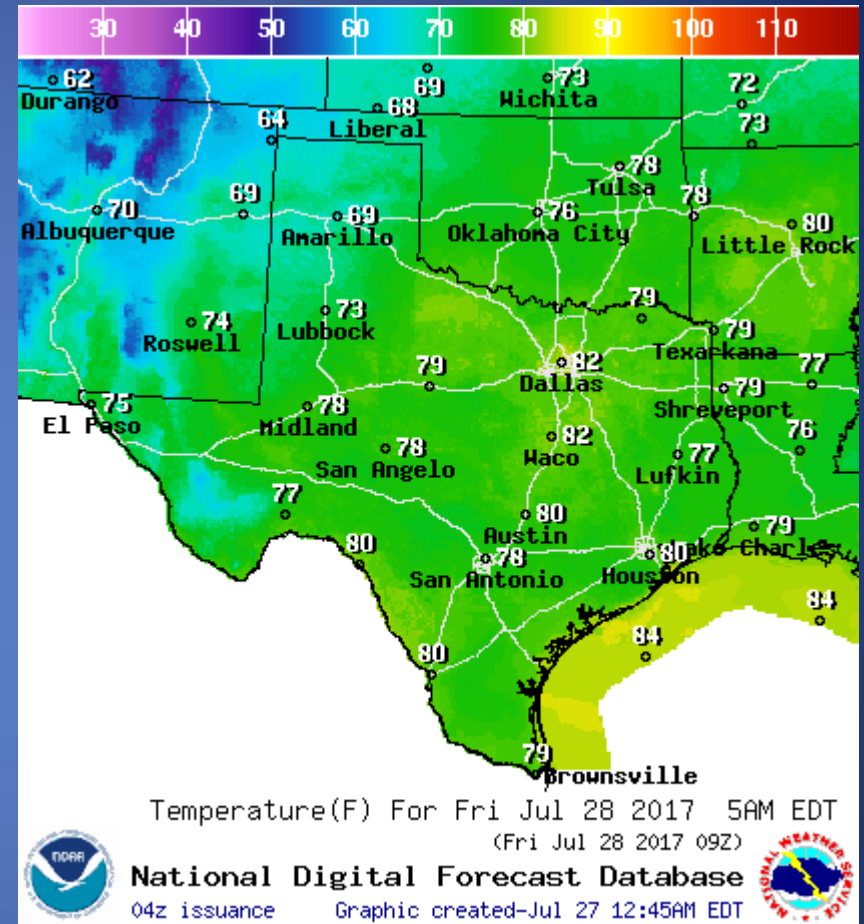 30 40 50 60 70 80 90 100 110
62
Durango
69
73
Wichita
72
68
Liberal
64
73
78
Tulsa
70
Albuquerque
69
69
Amarillo
76
Oklahoma City
78
80
Little Rock
74
Roswell
73
Lubbock
79
79
Texarkana
82
Dallas
79
77
79
Shreveport
75
El Paso
78
Midland
78
San Angelo
82
Waco
77
Lufkin
76
77
80
Austin
79
Lake Charles
80
78
San Antonio
80
Houston
84
84
80
79
Brownsville
Temperature(F) For Fri Jul 28 2017 5AM EDT
(Fri Jul 28 2017 09Z)
NOAA
National Digital Forecast Database
NATIONAL WEATHER SERVICE
04z issuance Graphic created-Jul 27 12:45AM EDT